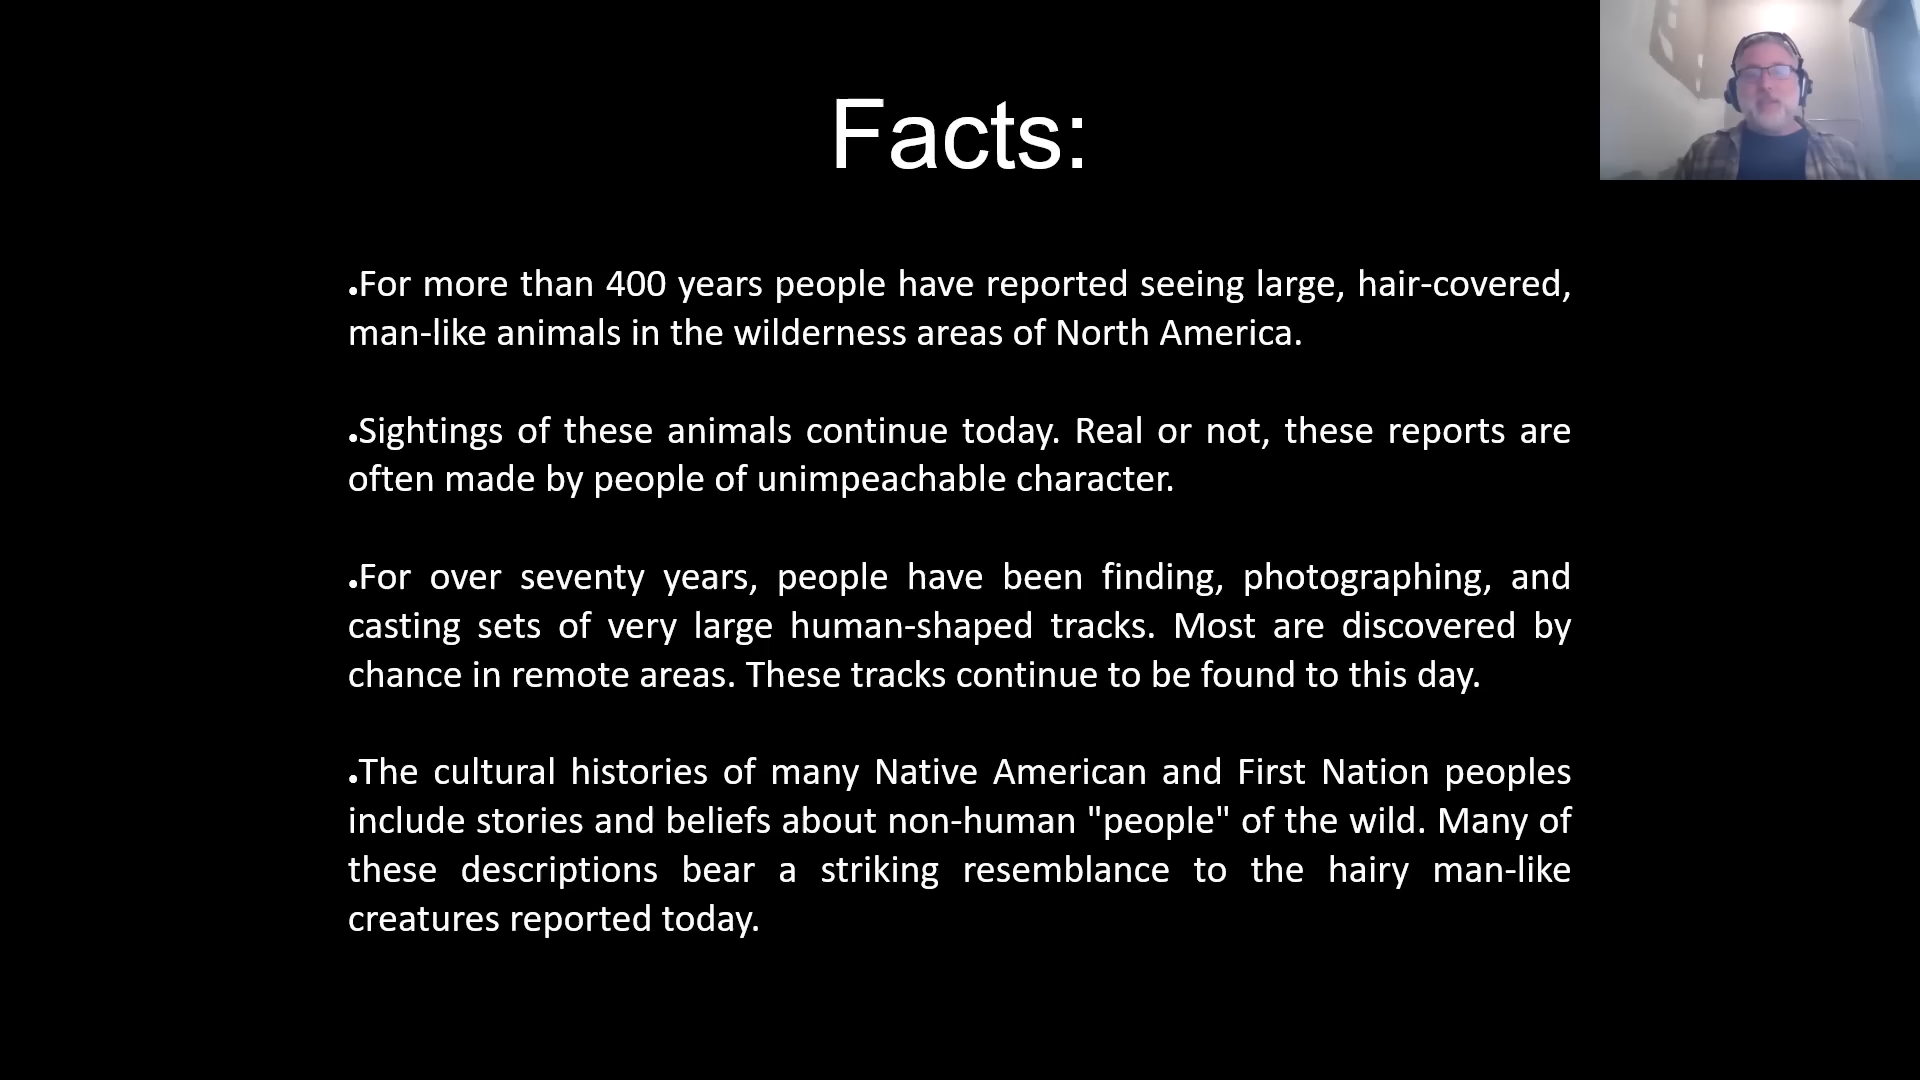 Facts:
•For more than 400 years people have reported seeing large, hair-covered,
man-like animals in the wilderness areas of North America.
•Sightings of these animals continue today. Real or not, these reports are
often made by people of unimpeachable character.
•For over seventy years, people have been finding, photographing, and
casting sets of very large human-shaped tracks. Most are discovered by
chance in remote areas. These tracks continue to be found to this day.
•The cultural histories of many Native American and First Nation peoples
include stories and beliefs about non-human "people" of the wild. Many of
these descriptions bear a striking resemblance to the hairy man-like
creatures reported today.